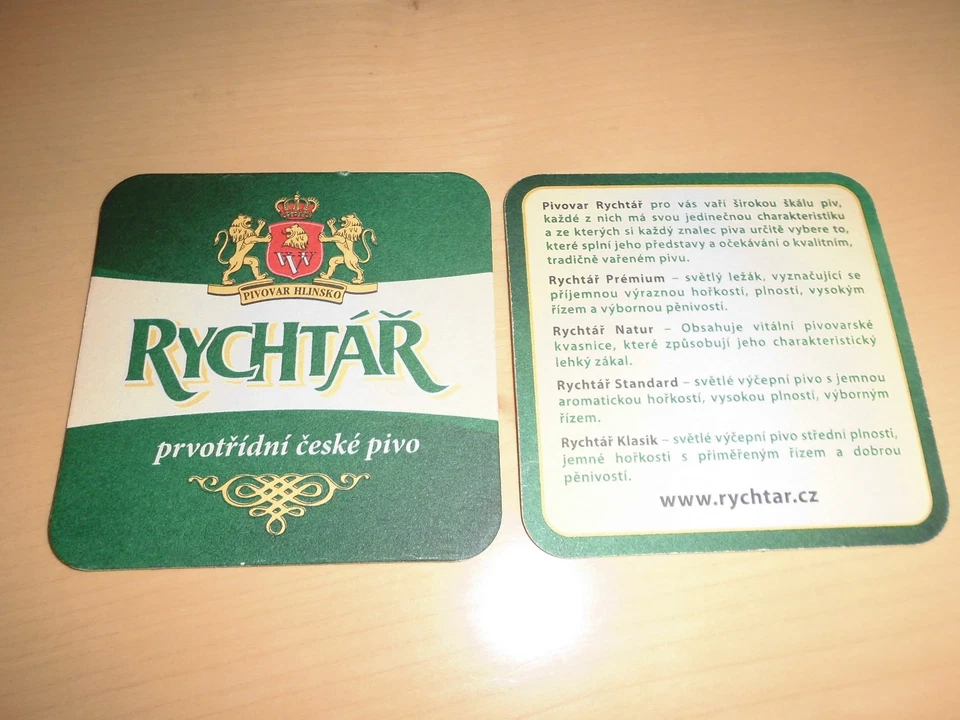 PIVOVAR HLINSKO
RYCHTÁŘ
prvotřídní české pivo
Pivovar Rychtář pro vás vaří širokou škálu piv,
každé z nich má svou jedinečnou charakteristiku
a ze kterých si každý znalec piva určitě vybere to,
které splní jeho představy a očekávání o kvalitním,
tradičně vařeném pivu.
Rychtář Prémium – světlý ležák, vyznačující se
příjemnou výraznou hořkostí, plností, vysokým
řízem a výbornou pěnivostí.
Rychtář Natur – Obsahuje vitální pivovarské
kvasnice, které způsobují jeho charakteristický
lehký zákal.
Rychtář Standard – světlé výčepní pivo s jemnou
aromatickou hořkostí, vysokou plností, výborným
řízem.
Rychtář Klasik – světlé výčepní pivo střední plnosti,
jemné hořkosti s přiměřeným řízem a dobrou
pěnivostí.
www.rychtar.cz